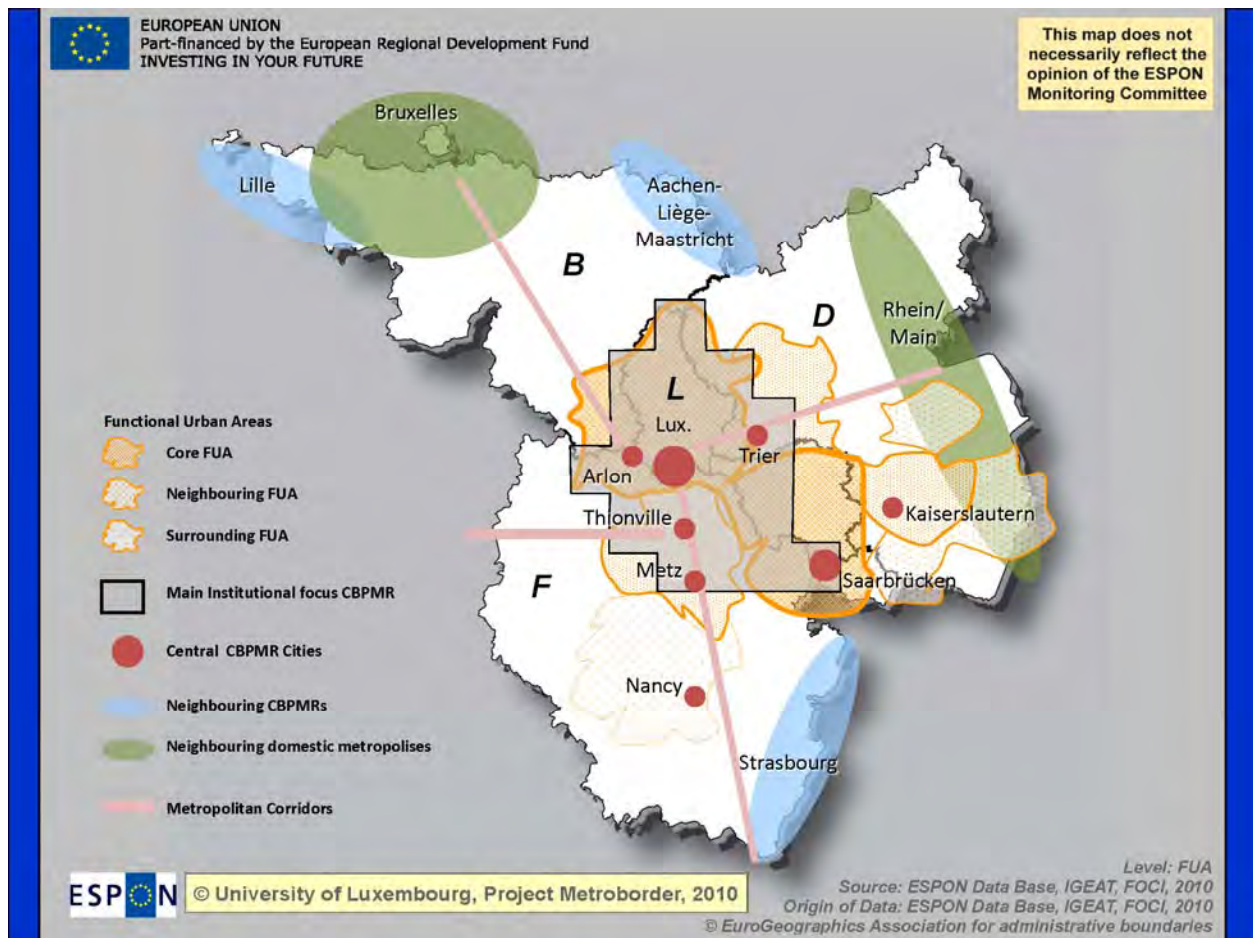 EUROPEAN UNION
Part-financed by the European Regional Development Fund
INVESTING IN YOUR FUTURE
This map does not
necessarily reflect the
opinion of the ESPON
Monitoring Committee
Bruxelles
Lille
Aachen-
Liège-
Maastricht
B
D
Rhein/
Main
L
Lux.
Trier
Arlon
Thionville
Kaiserslautern
Metz
Saarbrücken
F
Nancy
Strasbourg
Functional Urban Areas
Core FUA
Neighbouring FUA
Surrounding FUA
Main Institutional focus CBPMR
Central CBPMR Cities
Neighbouring CBPMRs
Neighbouring domestic metropolises
Metropolitan Corridors
ESPON
© University of Luxembourg, Project Metroborder, 2010
Level: FUA
Source: ESPON Data Base, IGEAT, FOCI, 2010
Origin of Data: ESPON Data Base, IGEAT, FOCI, 2010
© EuroGeographics Association for administrative boundaries